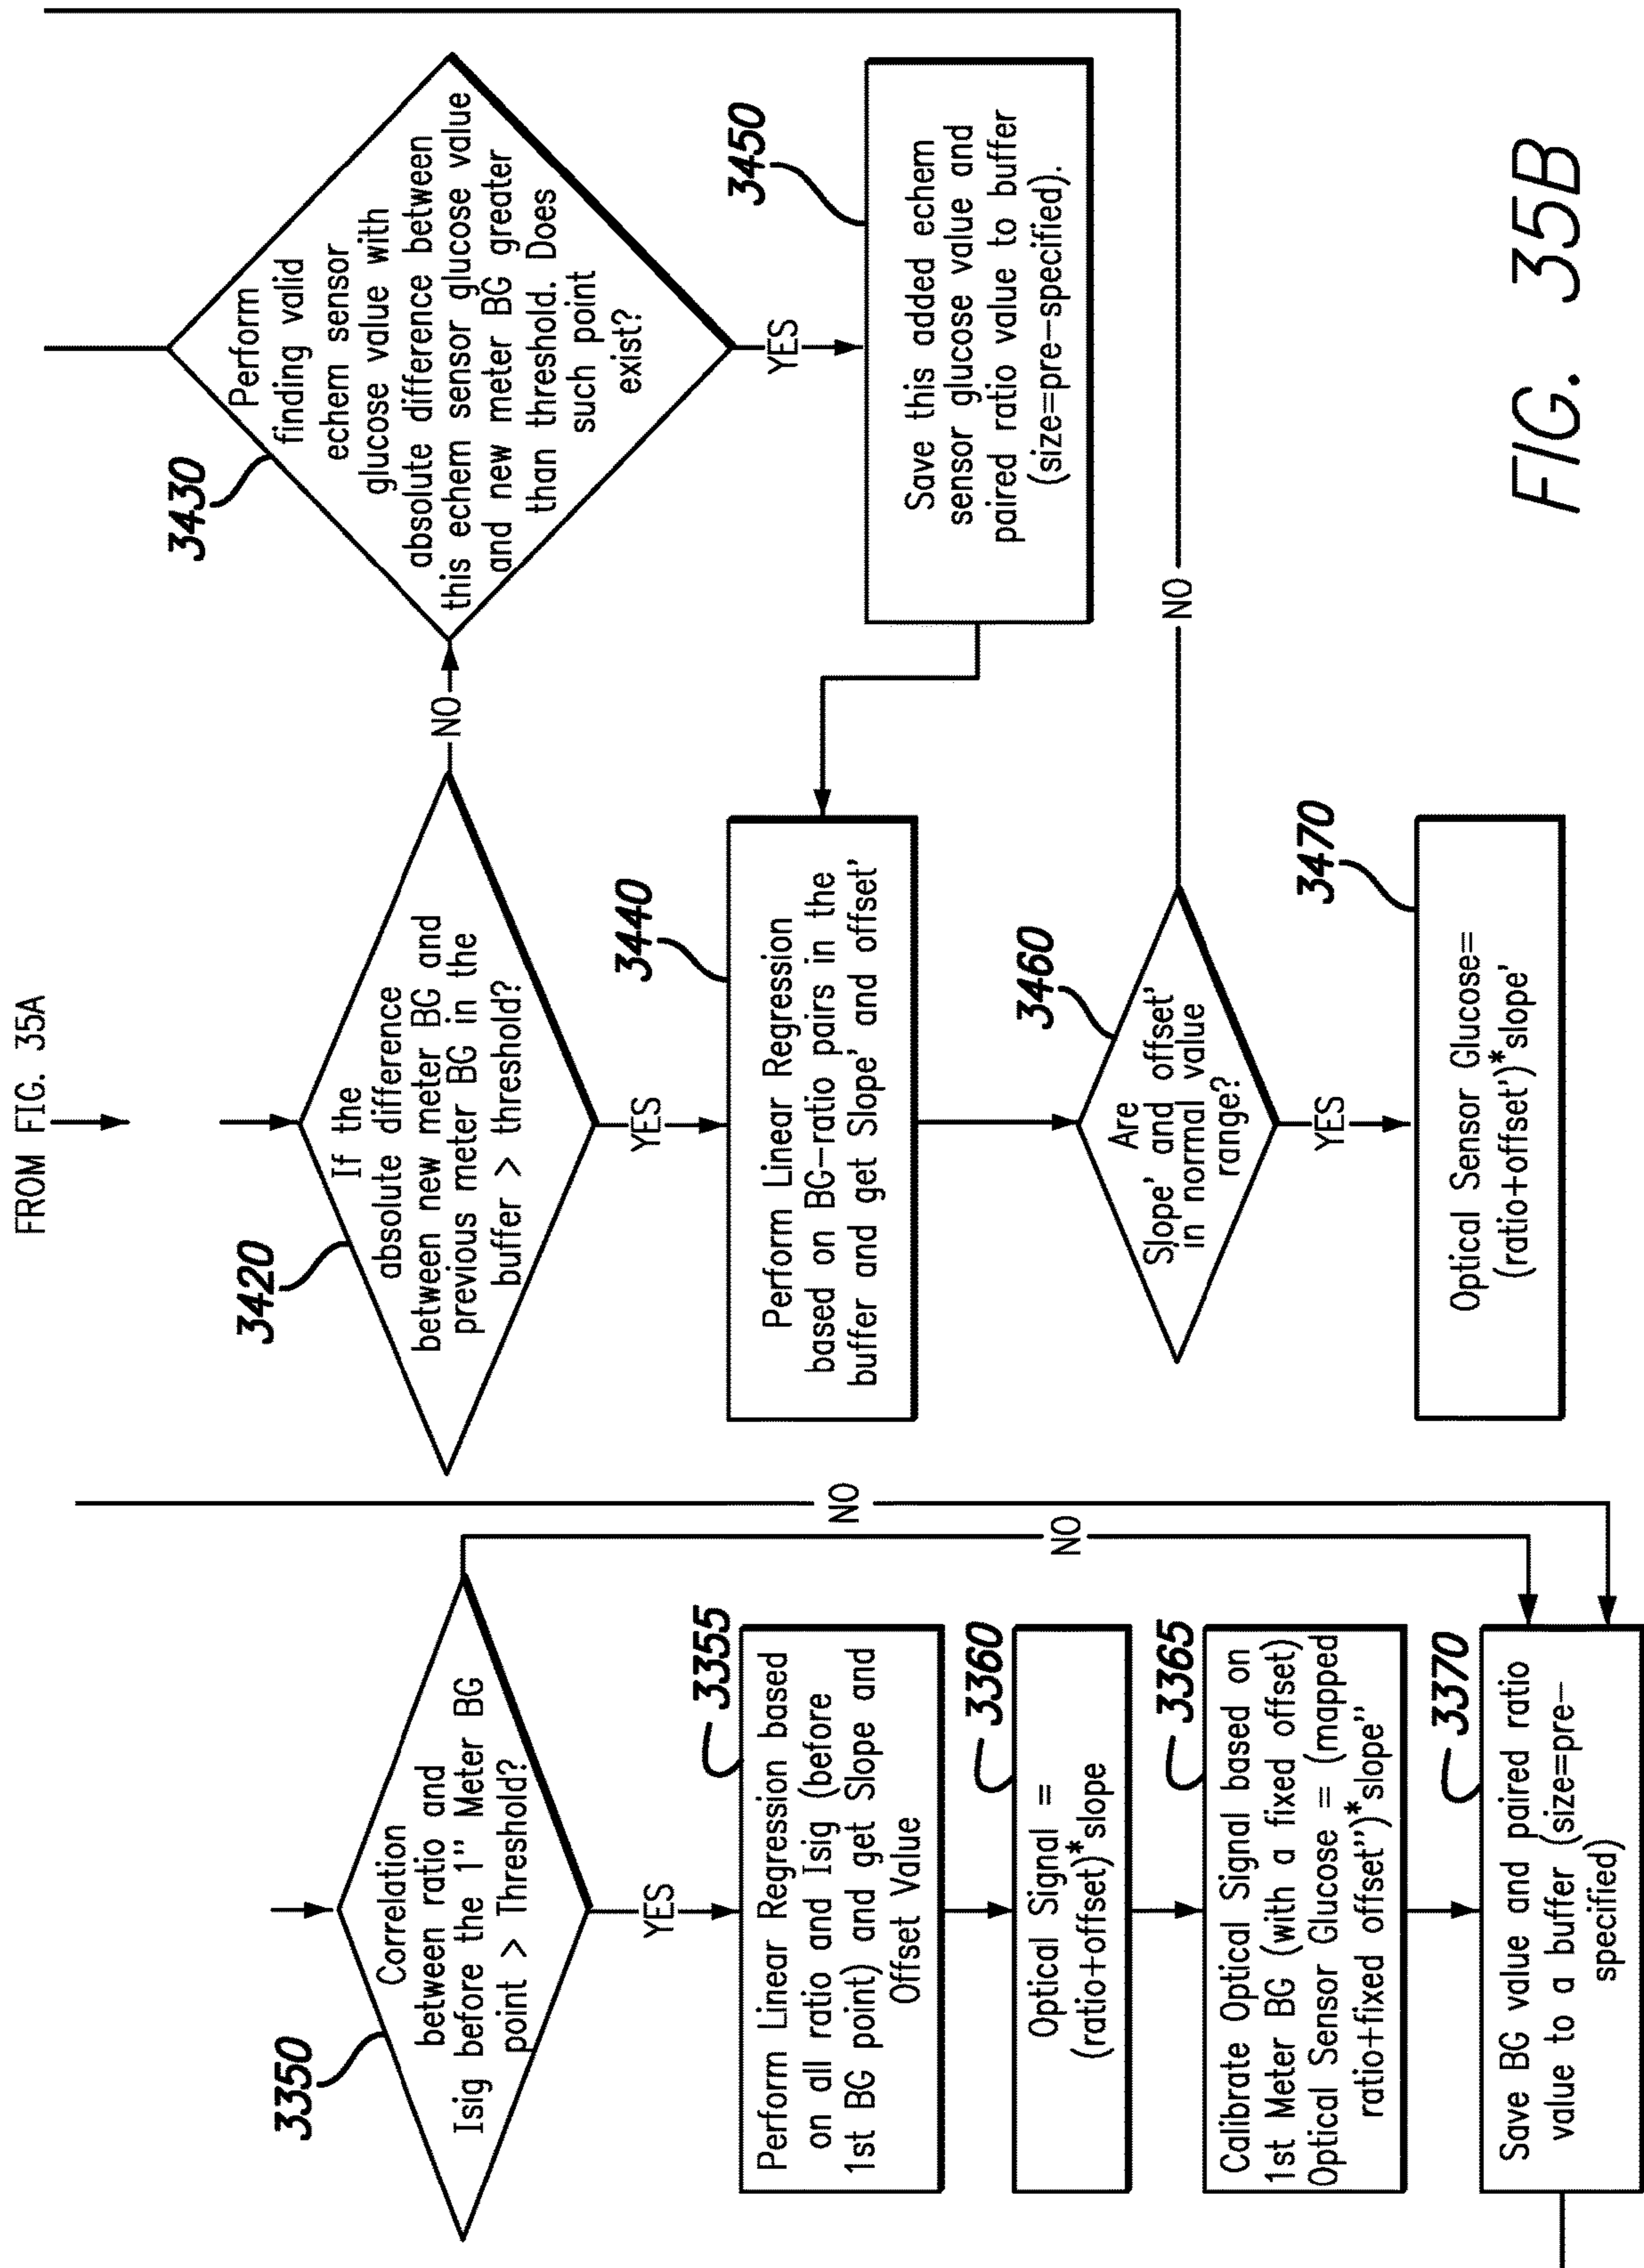 FROM FIG. 35A
3350
Correlation
between ratio and
Isig before the 1" Meter BG
point > Threshold?
NO
NO
YES
3355
Perform Linear Regression based
on all ratio and Isig (before
1st BG point) and get Slope and
Offset Value
3360
Optical Signal =
(ratio+offset)*slope
3365
Calibrate Optical Signal based on
1st Meter BG (with a fixed offset)
Optical Sensor Glucose = (mapped
ratio+fixed offset")*slope"
3370
Save BG value and paired ratio
value to a buffer (size=pre-
specified)
3420
If the
absolute difference
between new meter BG and
previous meter BG in the
buffer > threshold?
NO
YES
3430
Perform
finding valid
echem sensor
glucose value with
absolute difference between
this echem sensor glucose value
and new meter BG greater
than threshold. Does
such point
exist?
YES
3440
Perform Linear Regression
based on BG-ratio pairs in the
buffer and get Slope' and offset'
3450
Save this added echem
sensor glucose value and
paired ratio value to buffer
(size=pre-specified).
3460
Are
Slope' and offset'
in normal value
range?
NO
YES
3470
Optical Sensor Glucose=
(ratio+offset')*slope'
FIG. 35B